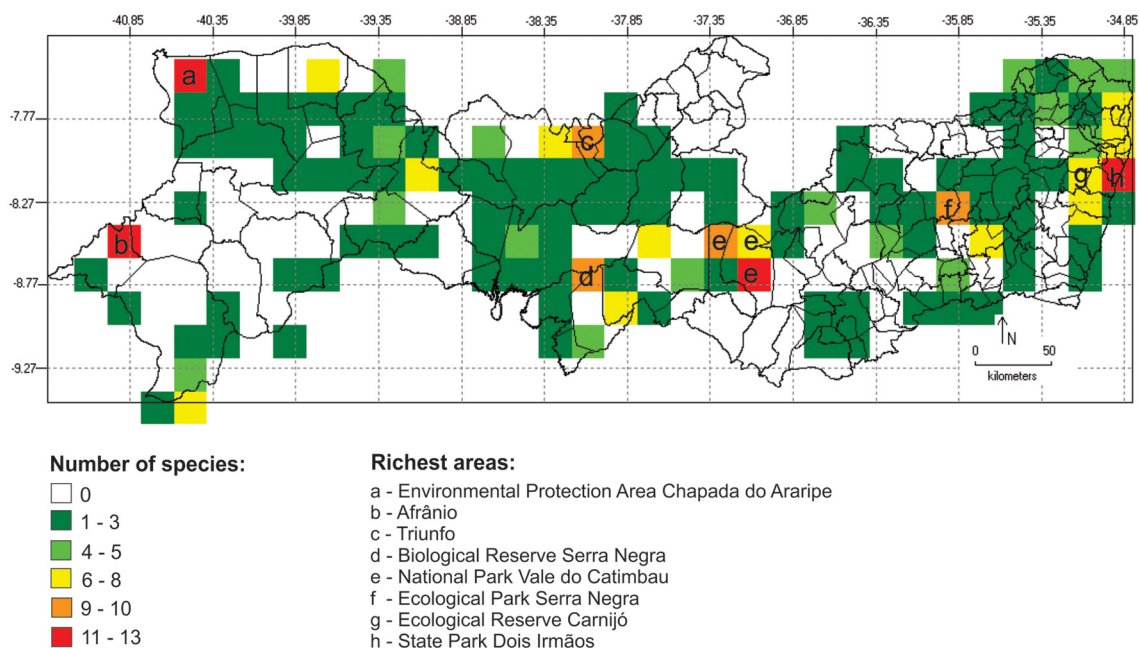 -40.85 -40.35 -39.85 -39.35 -38.85 -38.35 -37.85 -37.35 -36.85 -36.35 -35.85 -35.35 -34.85
a
-7.77
c
g h
-8.27
f
b
e e
d e
-8.77
N
0 50
-9.27
kilometers
Number of species:
0
1 - 3
4 - 5
6 - 8
9 - 10
11 - 13
Richest areas:
a - Environmental Protection Area Chapada do Araripe
b - Afrânio
c - Triunfo
d - Biological Reserve Serra Negra
e - National Park Vale do Catimbau
f - Ecological Park Serra Negra
g - Ecological Reserve Carnijó
h - State Park Dois Irmãos